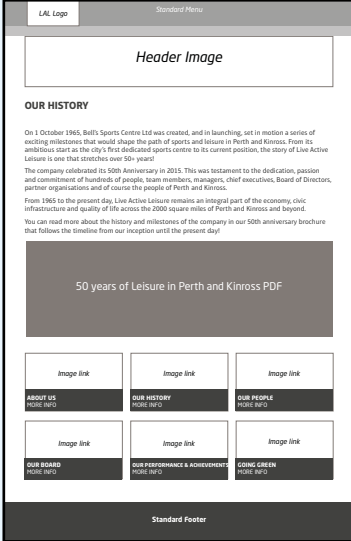 LAL Logo
Standard Menu
Header Image
OUR HISTORY
On 1 October 1965, Bell's Sports Centre Ltd was created, and in launching, set in motion a series of
exciting milestones that would shape the path of sports and leisure in Perth and Kinross. From its
ambitious start as the city's first dedicated sports centre to its current position, the story of Live Active
Leisure is one that stretches over 50+ years!
The company celebrated its 50th Anniversary in 2015. This was testament to the dedication, passion
and commitment of hundreds of people, team members, managers, chief executives, Board of Directors,
partner organisations and of course the people of Perth and Kinross.
From 1965 to the present day, Live Active Leisure remains an integral part of the economy, civic
infrastructure and quality of life across the 2000 square miles of Perth and Kinross and beyond.
You can read more about the history and milestones of the company in our 50th anniversary brochure
that follows the timeline from our inception until the present day!
50 years of Leisure in Perth and Kinross PDF
Image link
Image link
Image link
ABOUT US
OUR HISTORY
OUR PEOPLE
MORE INFO
MORE INFO
MORE INFO
Image link
Image link
Image link
OUR BOARD
OUR PERFORMANCE & ACHIEVEMENTS
GOING GREEN
MORE INFO
MORE INFO
MORE INFO
Standard Footer